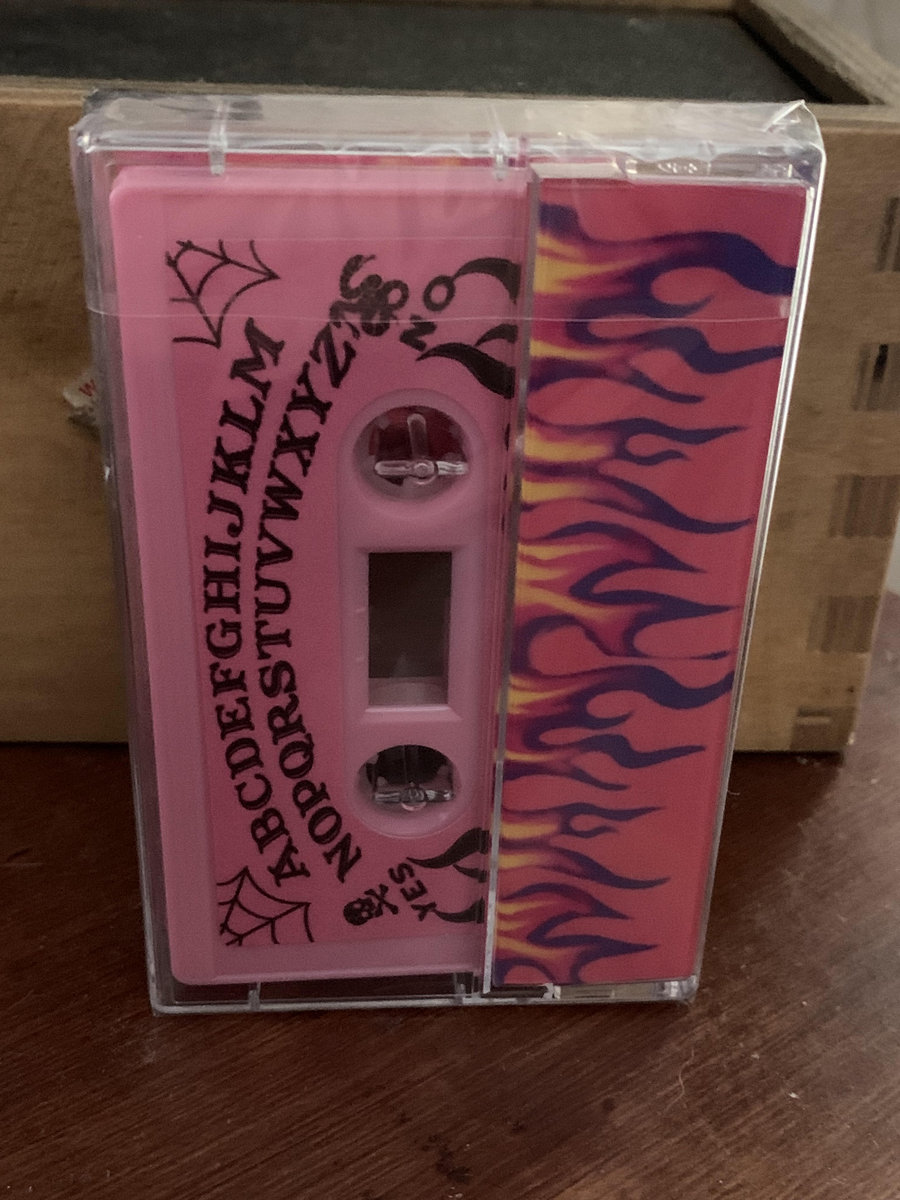 ABCDEFGHIJKLM
NOPQRSTUVWXYZ
YES
NO